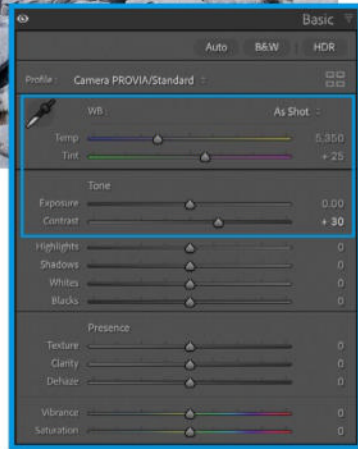 Basic
Auto B&W HDR
Profile : Camera PROVIA/Standard
WB : As Shot
Temp 5,350
Tint + 25
Tone
Exposure 0.00
Contrast + 30
Highlights 0
Shadows 0
Whites 0
Blacks 0
Presence
Texture 0
Clarity 0
Dehaze 0
Vibrance 0
Saturation 0